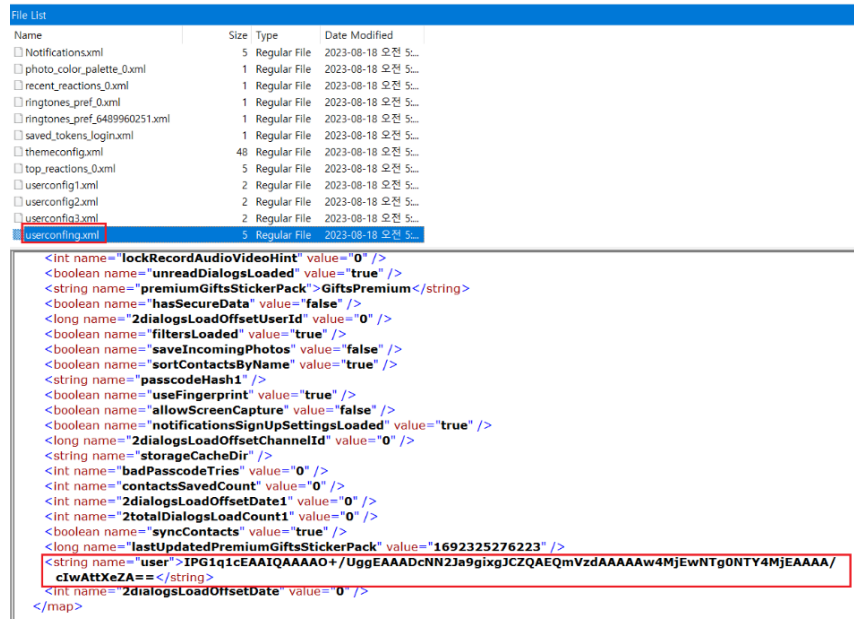 File List
Name Size Type Date Modified
Notifications.xml 5 Regular File 2023-08-18 오전 5:...
photo_color_palette_0.xml 1 Regular File 2023-08-18 오전 5:...
recent_reactions_0.xml 1 Regular File 2023-08-18 오전 5:...
ringtones_pref_0.xml 1 Regular File 2023-08-18 오전 5:...
ringtones_pref_6489960251.xml 1 Regular File 2023-08-18 오전 5:...
saved_tokens_login.xml 1 Regular File 2023-08-18 오전 5:...
themeconfig.xml 48 Regular File 2023-08-18 오전 5:...
top_reactions_0.xml 5 Regular File 2023-08-18 오전 5:...
userconfig1.xml 2 Regular File 2023-08-18 오전 5:...
userconfig2.xml 2 Regular File 2023-08-18 오전 5:...
userconfig3.xml 2 Regular File 2023-08-18 오전 5:...
userconfing.xml 5 Regular File 2023-08-18 오전 5:...
<int name="lockRecordAudioVideoHint" value="0" />
<boolean name="unreadDialogsLoaded" value="true" />
<string name="premiumGiftsStickerPack">GiftsPremium</string>
<boolean name="hasSecureData" value="false" />
<long name="2dialogsLoadOffsetUserId" value="0" />
<boolean name="filtersLoaded" value="true" />
<boolean name="saveIncomingPhotos" value="false" />
<boolean name="sortContactsByName" value="true" />
<string name="passcodeHash1" />
<boolean name="useFingerprint" value="true" />
<boolean name="allowScreenCapture" value="false" />
<boolean name="notificationsSignUpSettingsLoaded" value="true" />
<long name="2dialogsLoadOffsetChannelId" value="0" />
<string name="storageCacheDir" />
<int name="badPasscodeTries" value="0" />
<int name="contactsSavedCount" value="0" />
<int name="2dialogsLoadOffsetDate1" value="0" />
<int name="2totalDialogsLoadCount1" value="0" />
<boolean name="syncContacts" value="true" />
<long name="lastUpdatedPremiumGiftsStickerPack" value="1692325276223" />
<string name="user">IPG1q1cEAAIQAAAAO+/UggEAAADcNN2Ja9gixgJCZQAEQmVzdAAAAAw4MjEwNTg0NTY4MjEAAAA/
cIwAttXeZA==</string>
<int name="2dialogsLoadOffsetDate" value="0" />
</map>